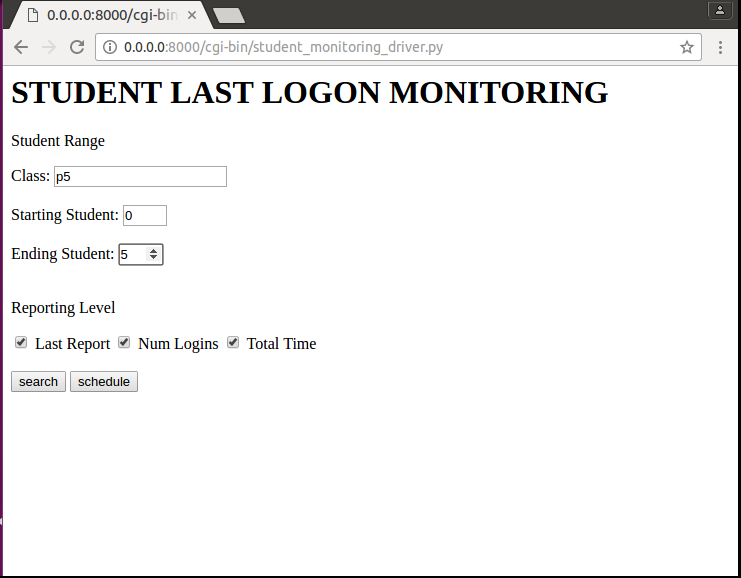 0.0.0.0:8000/cgi-bin
0.0.0.0:8000/cgi-bin/student_monitoring_driver.py
STUDENT LAST LOGON MONITORING
Student Range
Class: p5
Starting Student: 0
Ending Student: 5
Reporting Level
Last Report Num Logins Total Time
search schedule